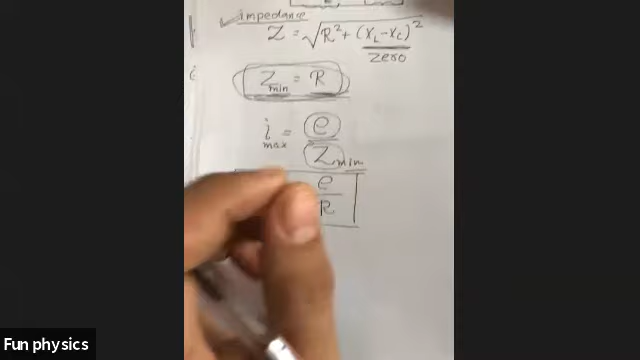 impedance
Z = √R² + (X_L - X_C)²
zero
Z_min = R
i_max = e / Z_min
e / R
Fun physics